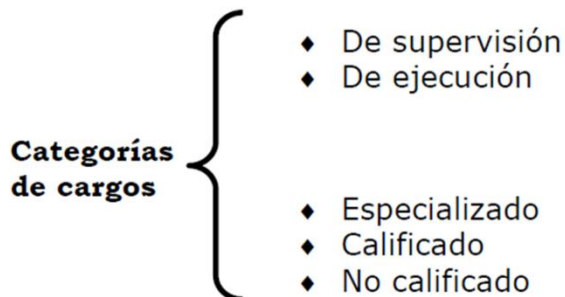 Categorías
de cargos
♦ De supervisión
♦ De ejecución
♦ Especializado
♦ Calificado
♦ No calificado